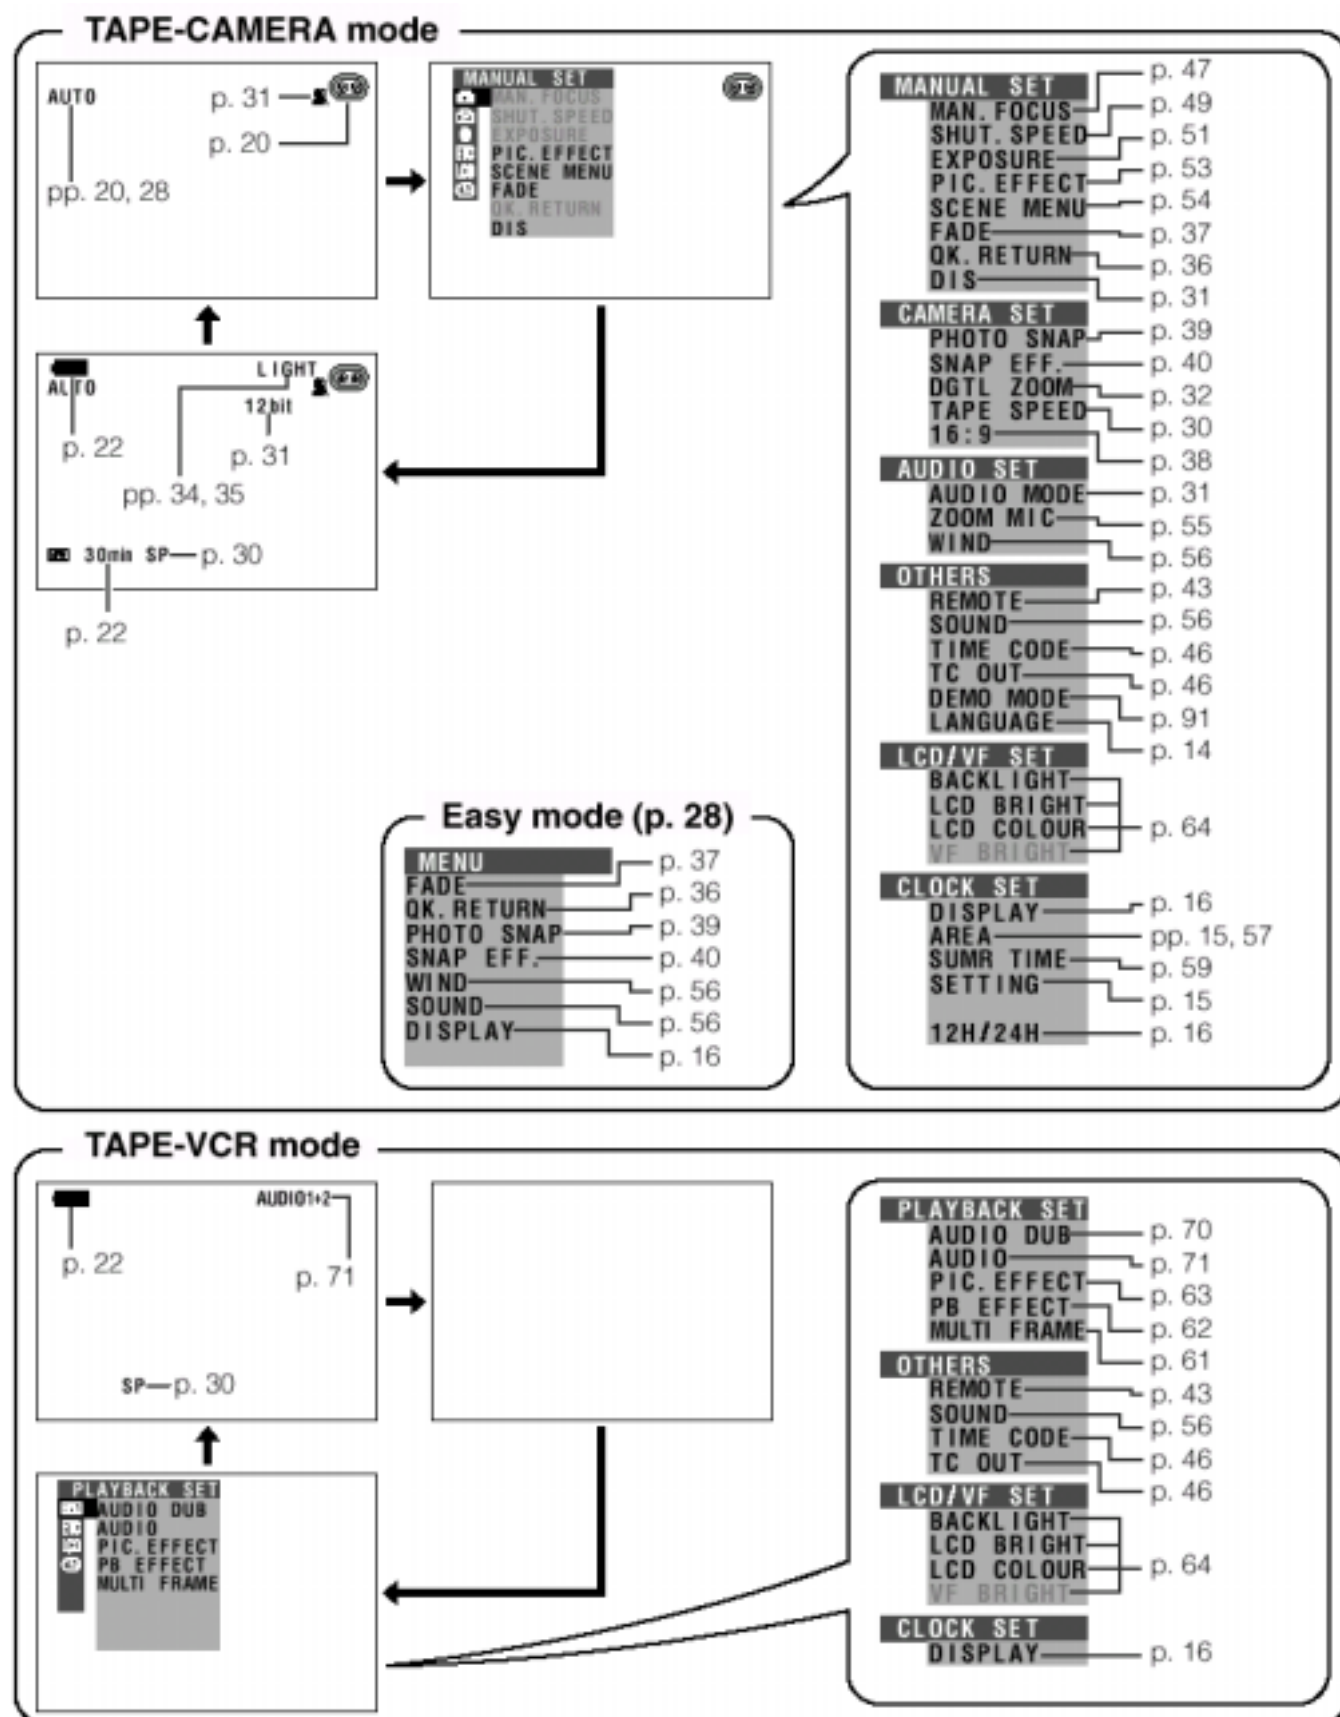 TAPE-CAMERA mode
AUTO
p. 31
p. 20
pp. 20, 28
MANUAL SET
MAN. FOCUS
SHUT. SPEED
EXPOSURE
PIC. EFFECT
SCENE MENU
FADE
QK. RETURN
DIS
LIGHT
12bit
p. 22
p. 31
pp. 34, 35
30min SP p. 30
p. 22
MANUAL SET
MAN. FOCUS p. 47
SHUT. SPEED p. 49
EXPOSURE p. 51
PIC. EFFECT p. 53
SCENE MENU p. 54
FADE p. 37
QK. RETURN p. 36
DIS p. 31
CAMERA SET
PHOTO SNAP p. 39
SNAP EFF. p. 40
DGTL ZOOM p. 32
TAPE SPEED p. 30
16:9 p. 38
AUDIO SET
AUDIO MODE p. 31
ZOOM MIC p. 55
WIND p. 56
OTHERS
REMOTE p. 43
SOUND p. 56
TIME CODE p. 46
TC OUT p. 46
DEMO MODE p. 91
LANGUAGE p. 14
LCD/VF SET
BACKLIGHT
LCD BRIGHT
LCD COLOUR p. 64
VF BRIGHT
CLOCK SET
DISPLAY p. 16
AREA pp. 15, 57
SUMR TIME p. 59
SETTING p. 15
12H/24H p. 16
Easy mode (p. 28)
MENU
FADE p. 37
QK. RETURN p. 36
PHOTO SNAP p. 39
SNAP EFF. p. 40
WIND p. 56
SOUND p. 56
DISPLAY p. 16
TAPE-VCR mode
AUDIO1+2
p. 22
p. 71
SP p. 30
PLAYBACK SET
AUDIO DUB
AUDIO
PIC. EFFECT
PB EFFECT
MULTI FRAME
PLAYBACK SET
AUDIO DUB p. 70
AUDIO p. 71
PIC. EFFECT p. 63
PB EFFECT p. 62
MULTI FRAME p. 61
OTHERS
REMOTE p. 43
SOUND p. 56
TIME CODE p. 46
TC OUT p. 46
LCD/VF SET
BACKLIGHT
LCD BRIGHT
LCD COLOUR p. 64
VF BRIGHT
CLOCK SET
DISPLAY p. 16